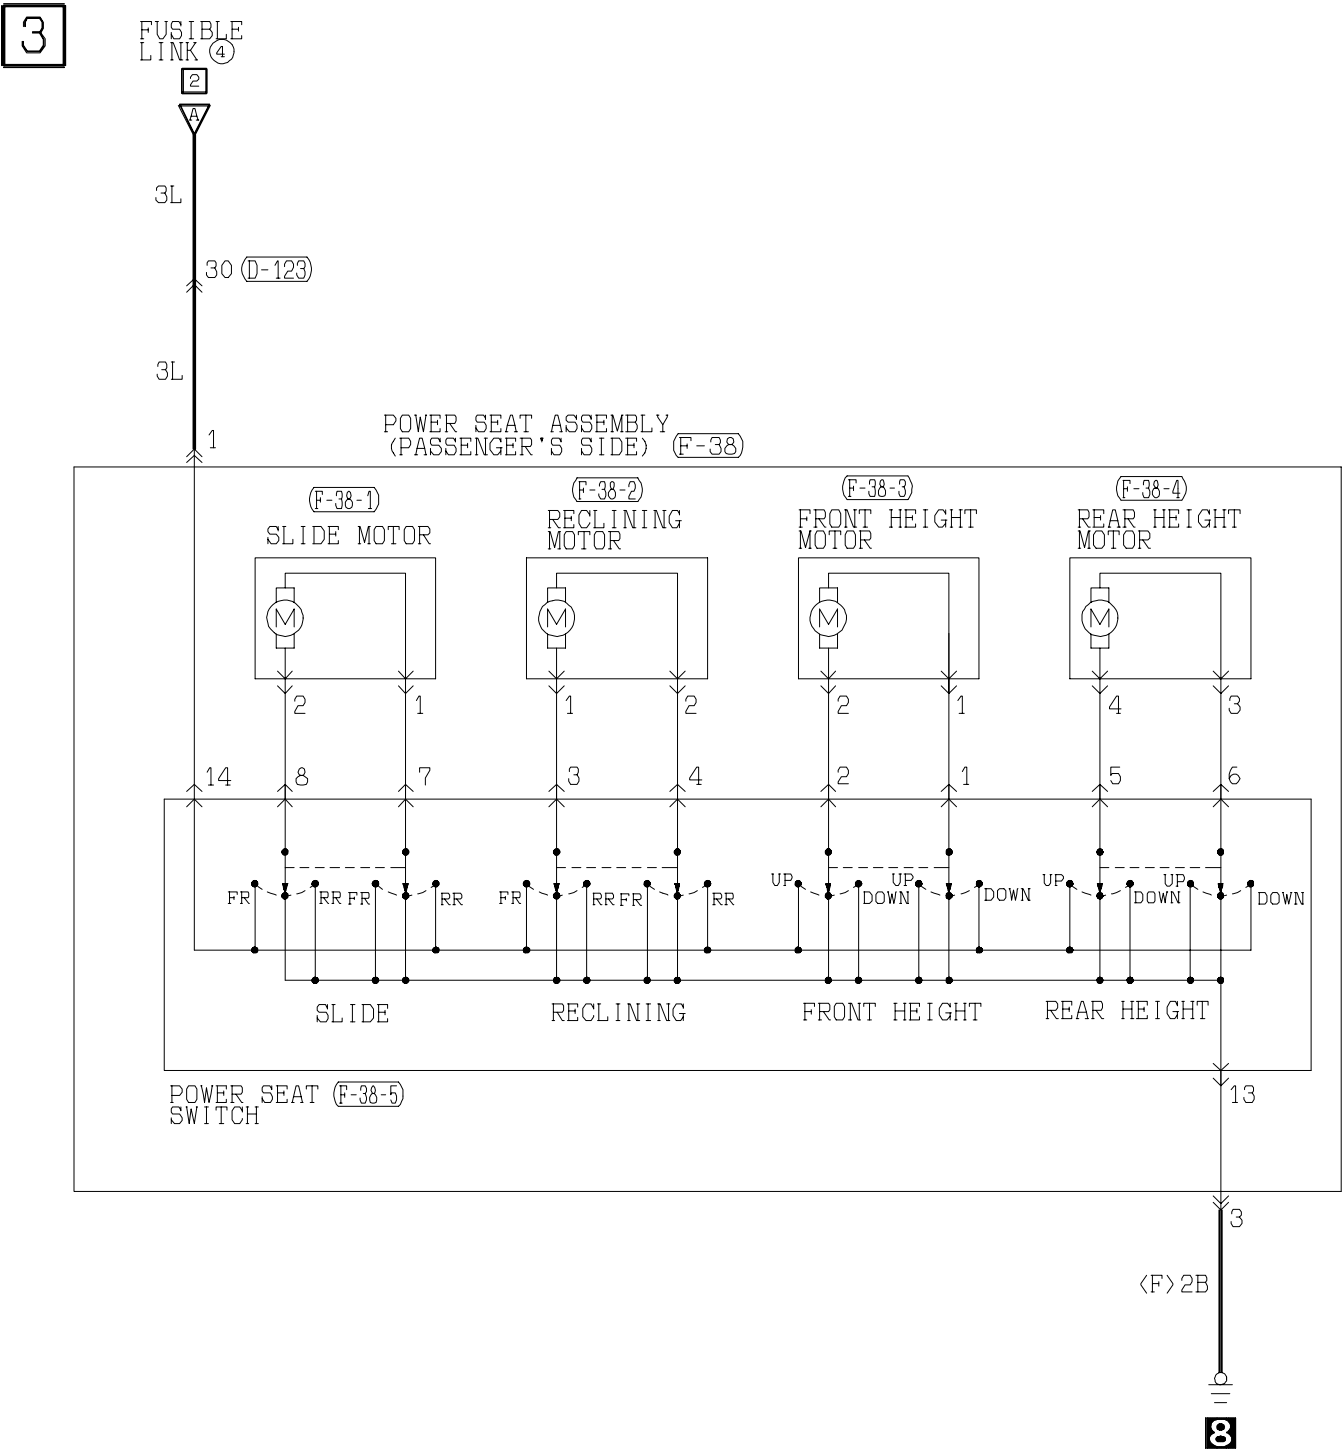 3
FUSIBLE
LINK 4
2
A
3L
30 D-123
3L
1
POWER SEAT ASSEMBLY
(PASSENGER'S SIDE) F-38
F-38-1 F-38-2 F-38-3 F-38-4
SLIDE MOTOR
RECLINING
MOTOR
FRONT HEIGHT
MOTOR
REAR HEIGHT
MOTOR
M M M M
2 1 1 2 2 1 4 3
14 8 7 3 4 2 1 5 6
FR RR FR RR FR RR FR RR UP DOWN UP DOWN UP DOWN UP DOWN
SLIDE RECLINING FRONT HEIGHT REAR HEIGHT
POWER SEAT F-38-5
SWITCH
13
3
<F>2B
8